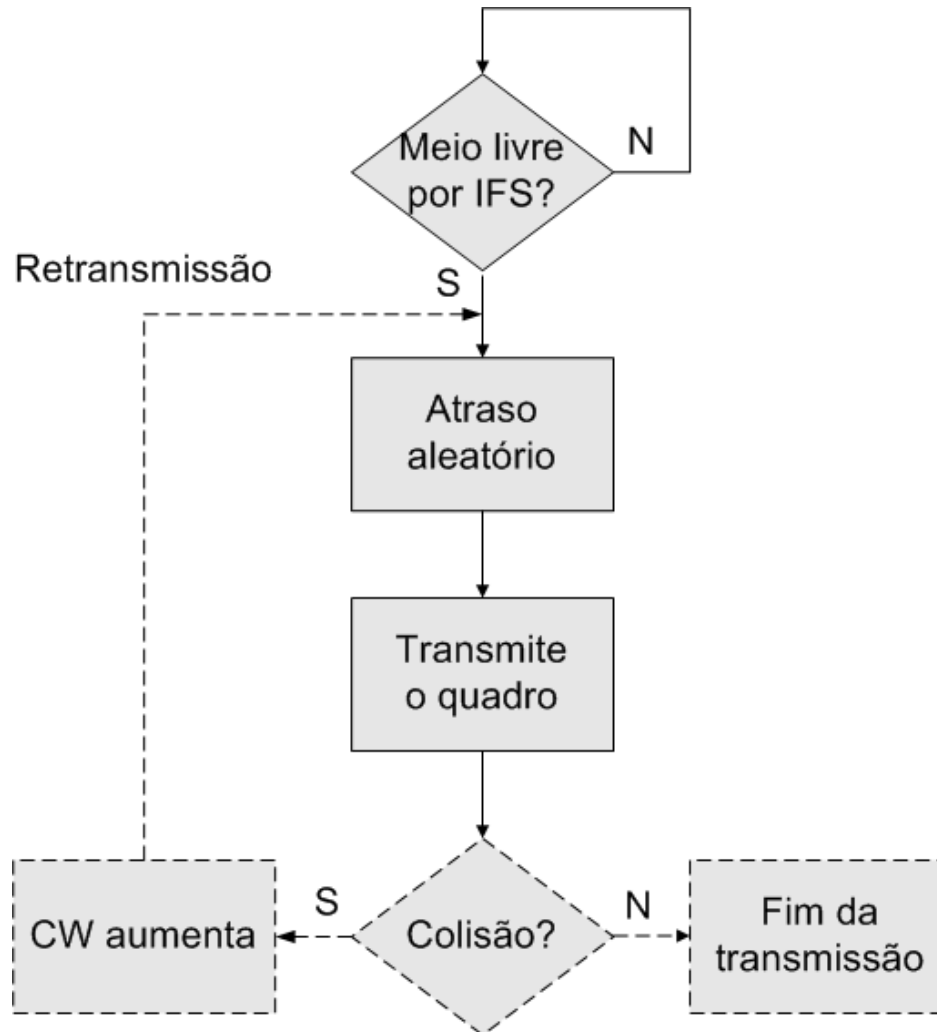 Meio livre
por IFS?
N
Retransmissão
S
Atraso
aleatório
Transmite
o quadro
S
N
CW aumenta
Colisão?
Fim da
transmissão